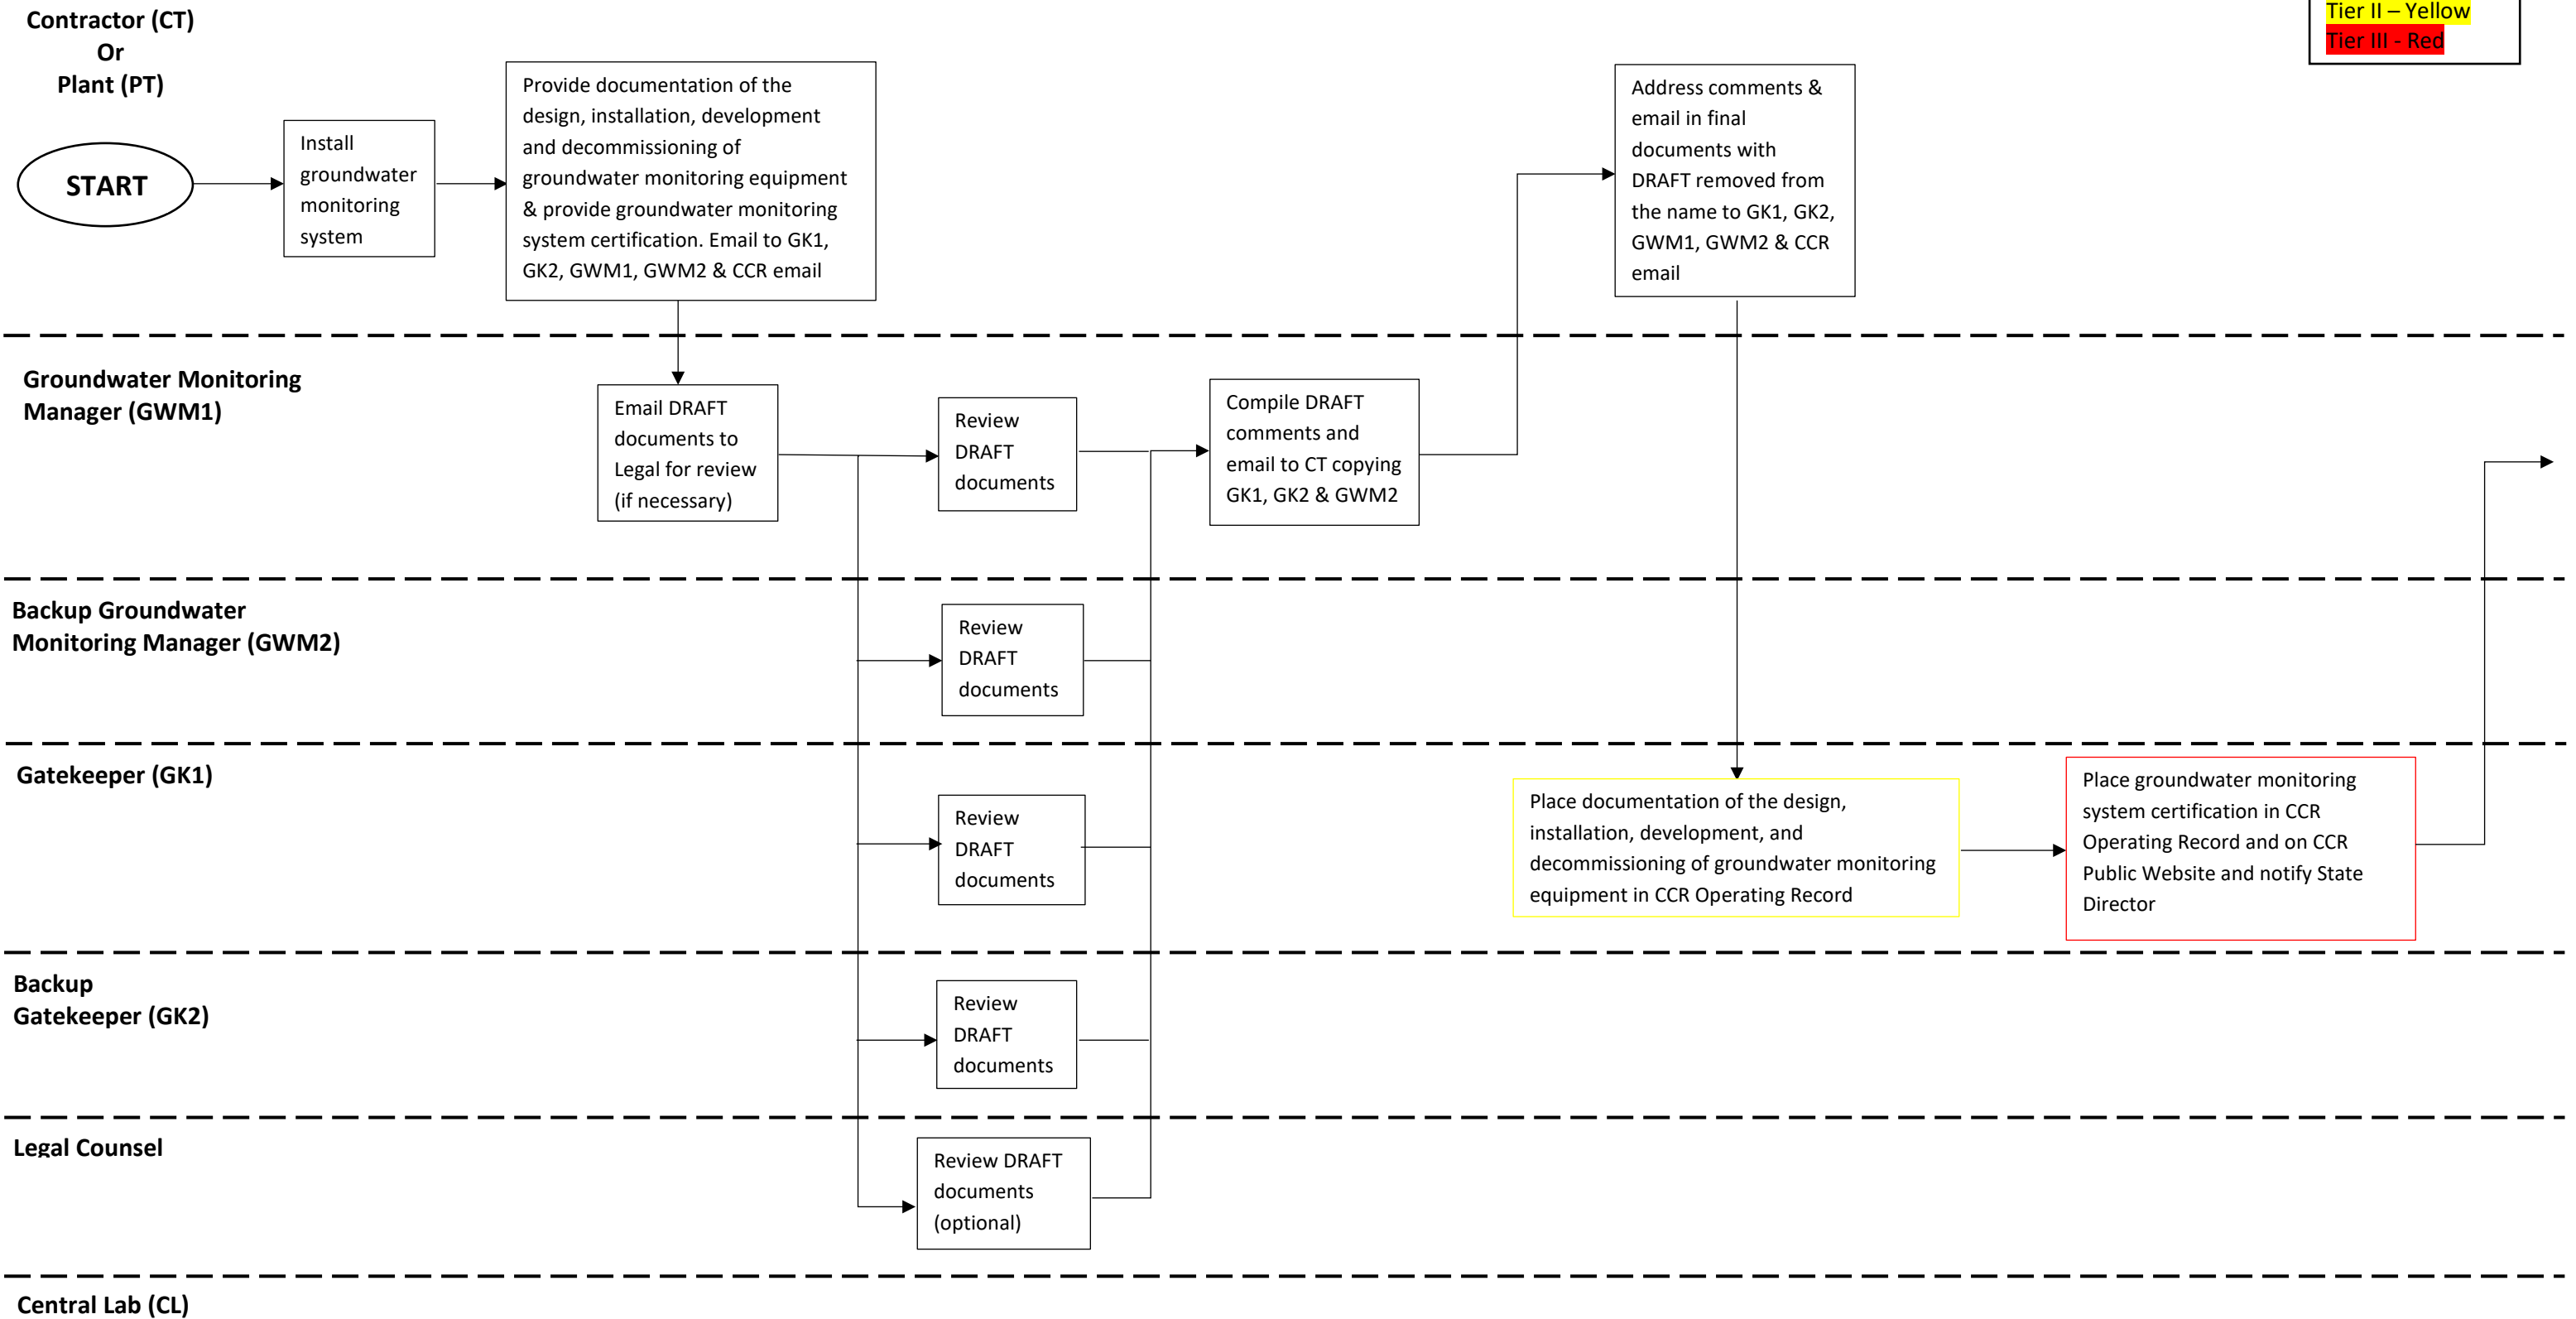 Contractor (CT)
Or
Plant (PT)
Tier II – Yellow
Tier III - Red
START
Install
groundwater
monitoring
system
Provide documentation of the
design, installation, development
and decommissioning of
groundwater monitoring equipment
& provide groundwater monitoring
system certification. Email to GK1,
GK2, GWM1, GWM2 & CCR email
Address comments &
email in final
documents with
DRAFT removed from
the name to GK1, GK2,
GWM1, GWM2 & CCR
email
Groundwater Monitoring
Manager (GWM1)
Email DRAFT
documents to
Legal for review
(if necessary)
Review
DRAFT
documents
Compile DRAFT
comments and
email to CT copying
GK1, GK2 & GWM2
Backup Groundwater
Monitoring Manager (GWM2)
Review
DRAFT
documents
Gatekeeper (GK1)
Review
DRAFT
documents
Place documentation of the design,
installation, development, and
decommissioning of groundwater monitoring
equipment in CCR Operating Record
Place groundwater monitoring
system certification in CCR
Operating Record and on CCR
Public Website and notify State
Director
Backup
Gatekeeper (GK2)
Review
DRAFT
documents
Legal Counsel
Review DRAFT
documents
(optional)
Central Lab (CL)